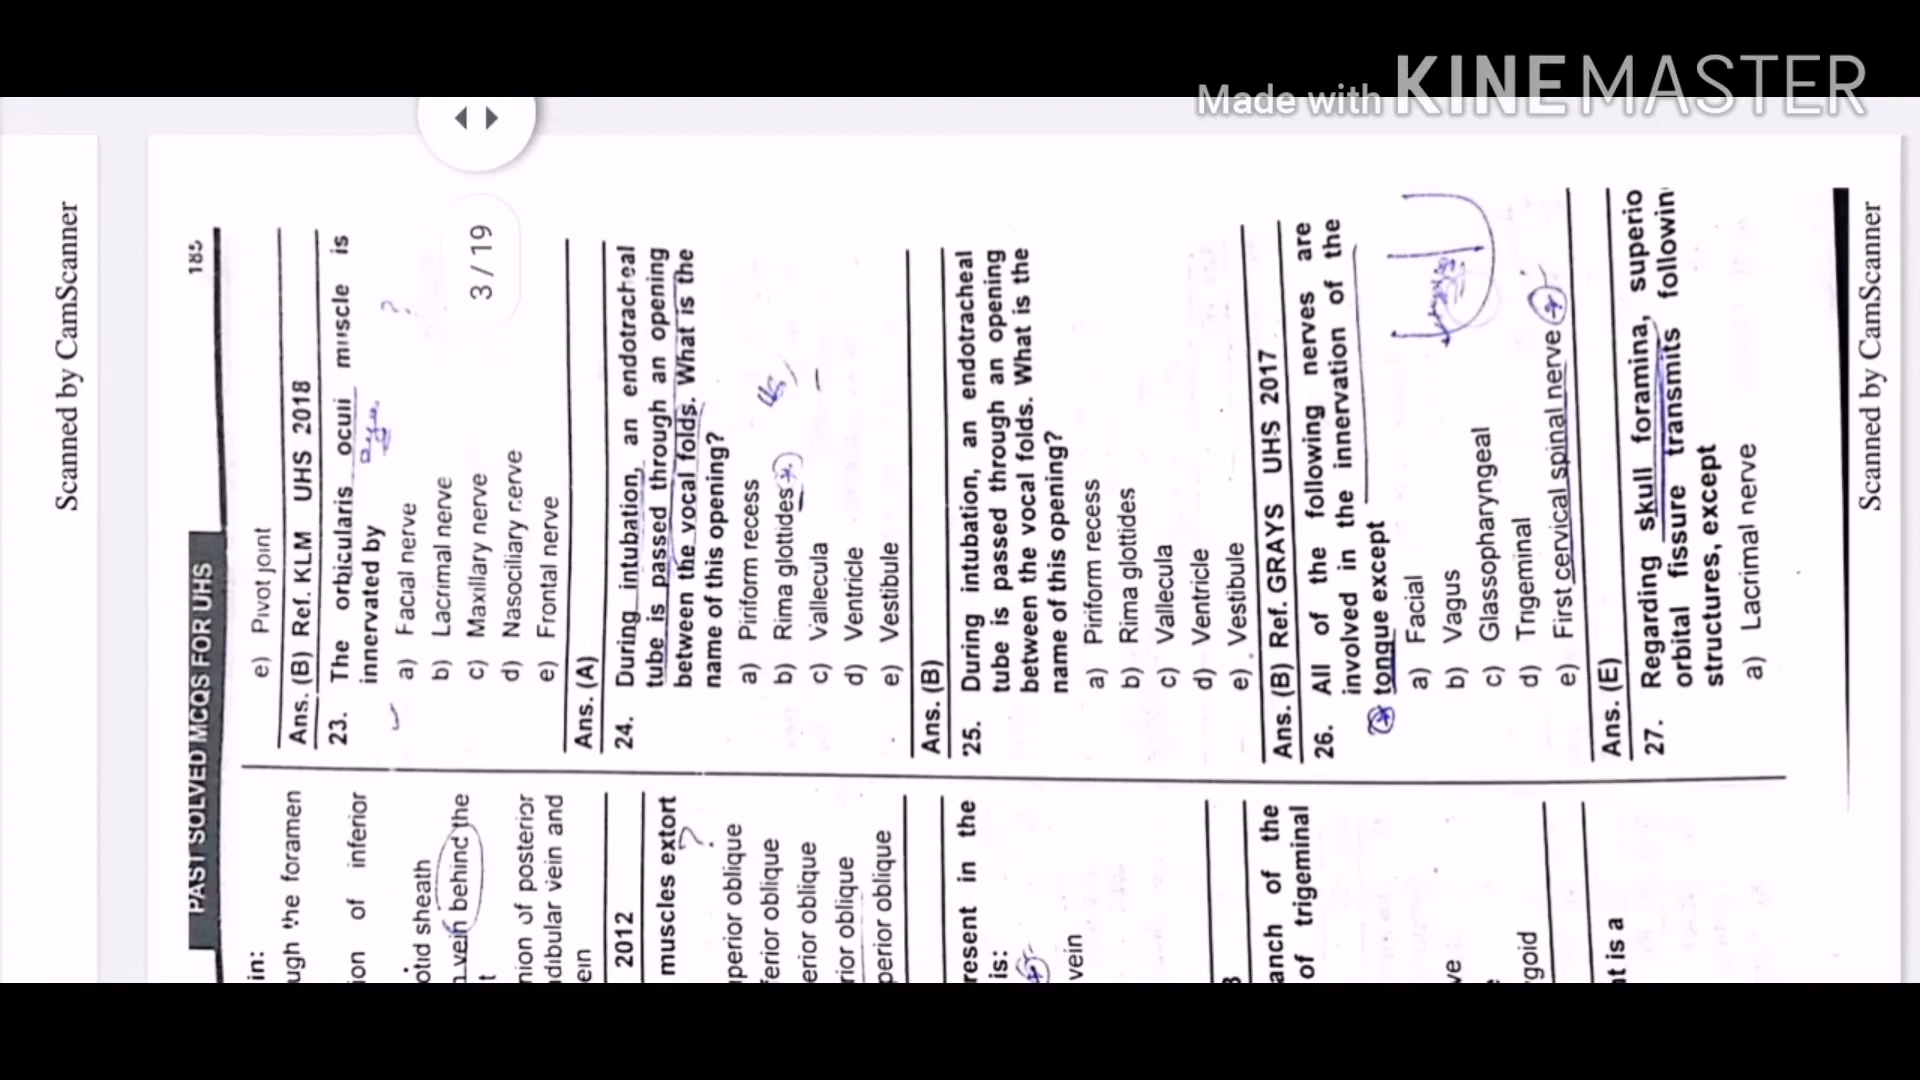 Made with KINEMASTER
Scanned by CamScanner
3 / 19
PAST SOLVED MCQS FOR UHS
185
in:
ugh the foramen
ion of inferior
otid sheath
vein behind the
t
nion of posterior
dibular vein and
ein
2012
muscles extort
?
perior oblique
ferior oblique
erior oblique
rior oblique
perior oblique
resent in the
is:
vein
anch of the
of trigeminal
ve
e
ygoid
nt is a
e) Pivot joint
Ans. (B) Ref. KLM UHS 2018
23. The orbicularis oculi muscle is
innervated by
eye
?
a) Facial nerve
b) Lacrimal nerve
c) Maxillary nerve
d) Nasociliary nerve
e) Frontal nerve
Ans. (A)
24. During intubation, an endotracheal
tube is passed through an opening
between the vocal folds. What is the
name of this opening?
a) Piriform recess
b) Rima glottides
c) Vallecula
d) Ventricle
e) Vestibule
Ans. (B)
25. During intubation, an endotracheal
tube is passed through an opening
between the vocal folds. What is the
name of this opening?
a) Piriform recess
b) Rima glottides
c) Vallecula
d) Ventricle
e) Vestibule
Ans. (B) Ref. GRAYS UHS 2017
26. All of the following nerves are
involved in the innervation of the
tonque except
a) Facial
b) Vagus
c) Glassopharyngeal
d) Trigeminal
e) First cervical spinal nerve
Ans. (E)
27. Regarding skull foramina, superio
orbital fissure transmits followin
structures, except
a) Lacrimal nerve
Scanned by CamScanner